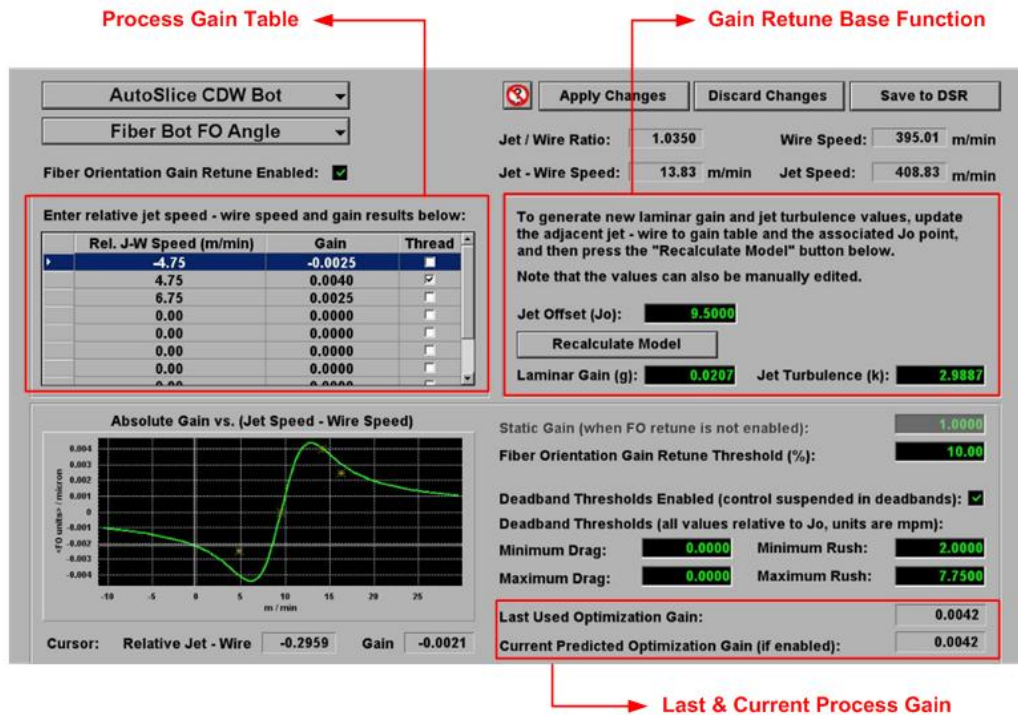 Process Gain Table
Gain Retune Base Function
AutoSlice CDW Bot
Fiber Bot FO Angle
Fiber Orientation Gain Retune Enabled:
Apply Changes
Discard Changes
Save to DSR
Jet / Wire Ratio: 1.0350 Wire Speed: 395.01 m/min
Jet - Wire Speed: 13.83 m/min Jet Speed: 408.83 m/min
Enter relative jet speed - wire speed and gain results below:
Rel. J-W Speed (m/min) Gain Thread
-4.75 -0.0025
4.75 0.0040
6.75 0.0025
0.00 0.0000
0.00 0.0000
0.00 0.0000
0.00 0.0000
0.00 0.0000
To generate new laminar gain and jet turbulence values, update
the adjacent jet - wire to gain table and the associated Jo point,
and then press the "Recalculate Model" button below.
Note that the values can also be manually edited.
Jet Offset (Jo): 9.5000
Recalculate Model
Laminar Gain (g): 0.0207 Jet Turbulence (k): 2.9887
Absolute Gain vs. (Jet Speed - Wire Speed)
<FO units> / micron
0.004
0.003
0.002
0.001
0
-0.001
-0.002
-0.003
-0.004
-10 -5 0 5 10 15 20 25
m / min
Cursor: Relative Jet - Wire -0.2959 Gain -0.0021
Static Gain (when FO retune is not enabled): 1.0000
Fiber Orientation Gain Retune Threshold (%): 10.00
Deadband Thresholds Enabled (control suspended in deadbands):
Deadband Thresholds (all values relative to Jo, units are mpm):
Minimum Drag: 0.0000 Minimum Rush: 2.0000
Maximum Drag: 0.0000 Maximum Rush: 7.7500
Last Used Optimization Gain: 0.0042
Current Predicted Optimization Gain (if enabled): 0.0042
Last & Current Process Gain